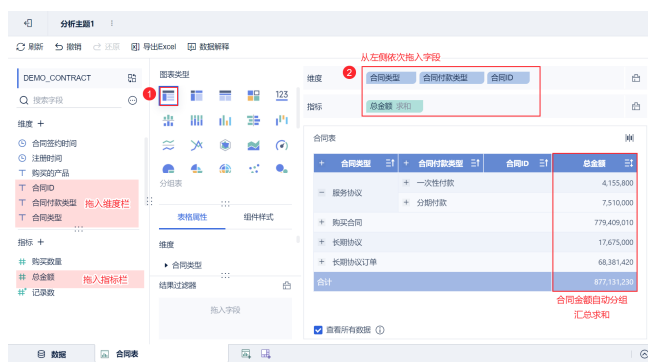 分析主题1
刷新 撤销 还原 导出Excel 数据解释
从左侧依次拖入字段
DEMO_CONTRACT
搜索字段
维度 +
合同签约时间
注册时间
购买的产品
合同ID
合同付款类型
拖入维度栏
合同类型
指标 +
购买数量
总金额
拖入指标栏
记录数
图表类型
1
123
分组表
表格属性 组件样式
维度
合同类型
结果过滤器
拖入字段
维度 2 合同类型 合同付款类型 合同ID
指标 总金额 求和
合同表
+ 合同类型 + 合同付款类型 合同ID 总金额
服务协议 一次性付款 4,155,800
分期付款 7,510,000
购买合同 779,409,010
长期协议 17,675,000
长期协议订单 68,381,420
合计 877,131,230
合同金额自动分组
汇总求和
查看所有数据
数据 合同表